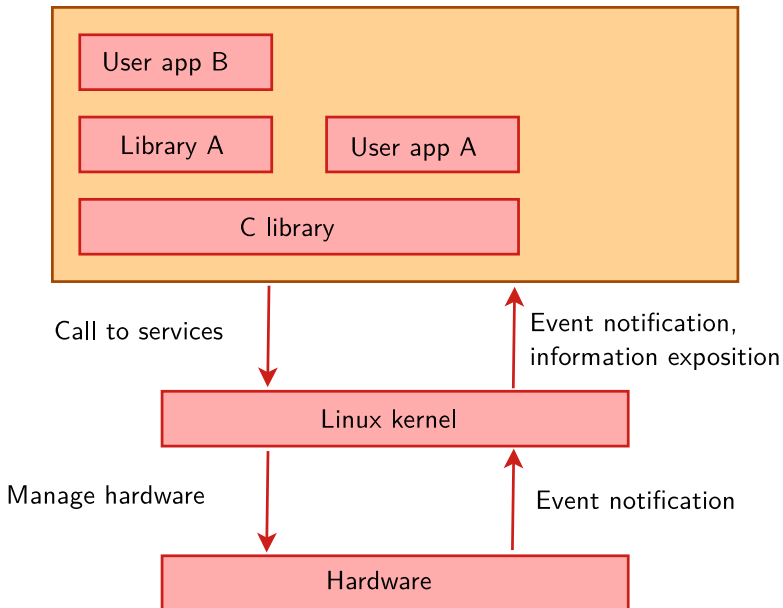 User app B
Library A
User app A
C library
Call to services
Event notification,
information exposition
Linux kernel
Manage hardware
Event notification
Hardware